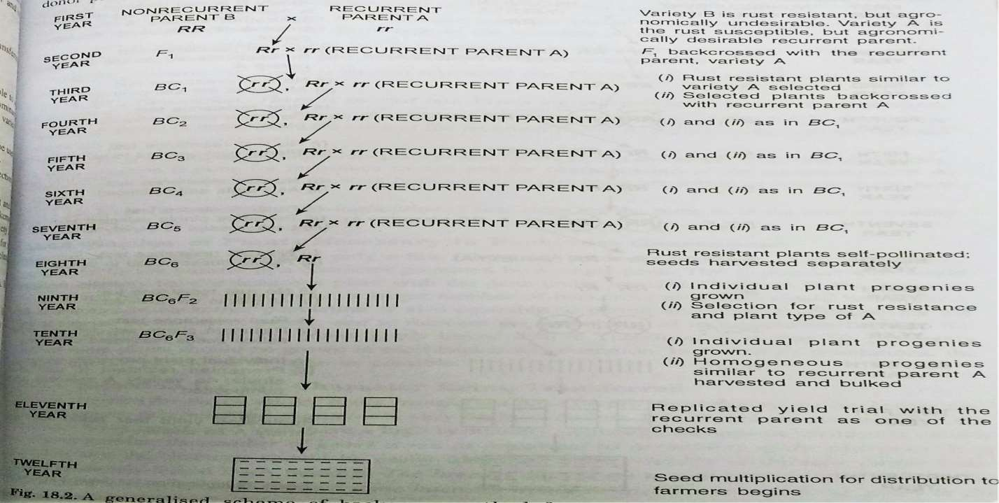 donor
FIRST YEAR NONRECURRENT PARENT B × RECURRENT PARENT A
RR rr
Variety B is rust resistant, but agro-
nomically undesirable. Variety A is
the rust susceptible, but agronomi-
cally desirable recurrent parent.
SECOND YEAR F₁ Rr × rr (RECURRENT PARENT A)
F₁ backcrossed with the recurrent
parent, variety A
THIRD YEAR BC₁ rr, Rr × rr (RECURRENT PARENT A)
(i) Rust resistant plants similar to
variety A selected
(ii) Selected plants backcrossed
with recurrent parent A
FOURTH YEAR BC₂ rr, Rr × rr (RECURRENT PARENT A) (i) and (ii) as in BC₁
FIFTH YEAR BC₃ rr, Rr × rr (RECURRENT PARENT A) (i) and (ii) as in BC₁
SIXTH YEAR BC₄ rr, Rr × rr (RECURRENT PARENT A) (i) and (ii) as in BC₁
SEVENTH YEAR BC₅ rr, Rr × rr (RECURRENT PARENT A) (i) and (ii) as in BC₁
EIGHTH YEAR BC₆ rr, Rr
Rust resistant plants self-pollinated;
seeds harvested separately
NINTH YEAR BC₆F₂
(i) Individual plant progenies
grown
(ii) Selection for rust resistance
and plant type of A
TENTH YEAR BC₆F₃
(i) Individual plant progenies
grown.
(ii) Homogeneous progenies
similar to recurrent parent A
harvested and bulked
ELEVENTH YEAR
Replicated yield trial with the
recurrent parent as one of the
checks
TWELFTH YEAR
Seed multiplication for distribution to
farmers begins
Fig. 18.2. A generalised scheme of